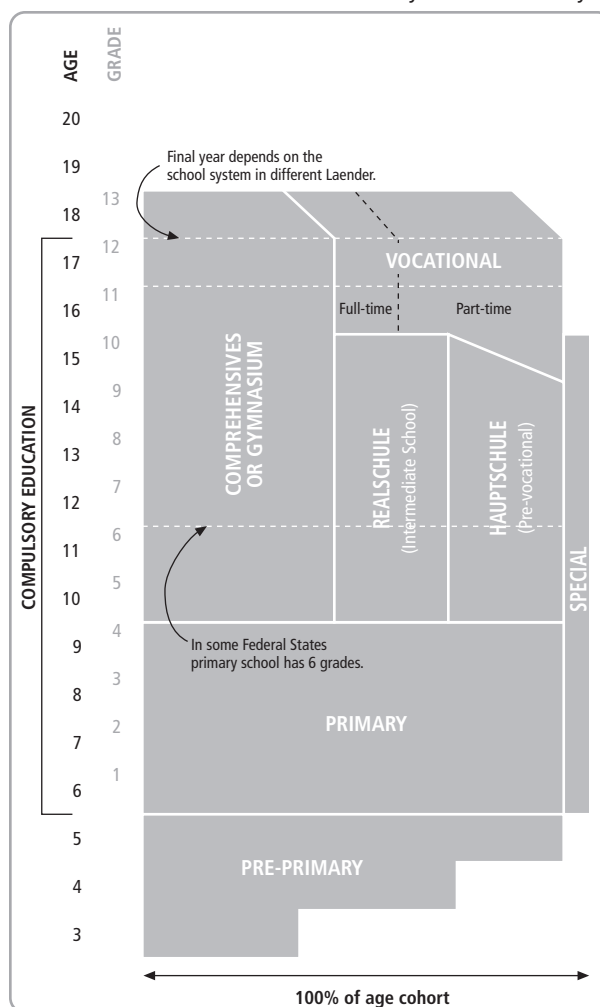 AGE
GRADE
20
19
18
17
16
15
14
13
12
11
10
9
8
7
6
5
4
3
13
12
11
10
9
8
7
6
5
4
3
2
1
COMPULSORY EDUCATION
Final year depends on the
school system in different Laender.
VOCATIONAL
Full-time
Part-time
COMPREHENSIVES
OR GYMNASIUM
REALSCHULE
(Intermediate School)
HAUPTSCHULE
(Pre-vocational)
SPECIAL
In some Federal States
primary school has 6 grades.
PRIMARY
PRE-PRIMARY
100% of age cohort